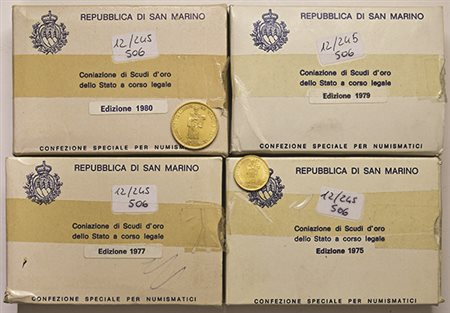 REPUBBLICA DI SAN MARINO
12/245
506
Coniazione di Scudi d'oro
dello Stato a corso legale
Edizione 1980
CONFEZIONE SPECIALE PER NUMISM
REPUBBLICA DI SAN MARINO
12/245
506
Coniazione di Scudi d'oro
dello Stato a corso legale
Edizione 1979
CONFEZIONE SPECIALE PER NUMISMATICI
REPUBBLICA DI SAN MARINO
12/245
506
Coniazione di Scudi d'oro
dello Stato a corso legale
Edizione 1977
CONFEZIONE SPECIALE PER NUMISMATICI
REPUBBLICA DI SAN MARINO
12/245
506
Coniazione di Scudi d'oro
dello Stato a corso legale
Edizione 1975
CONFEZIONE SPECIALE PER NUMISMATICI